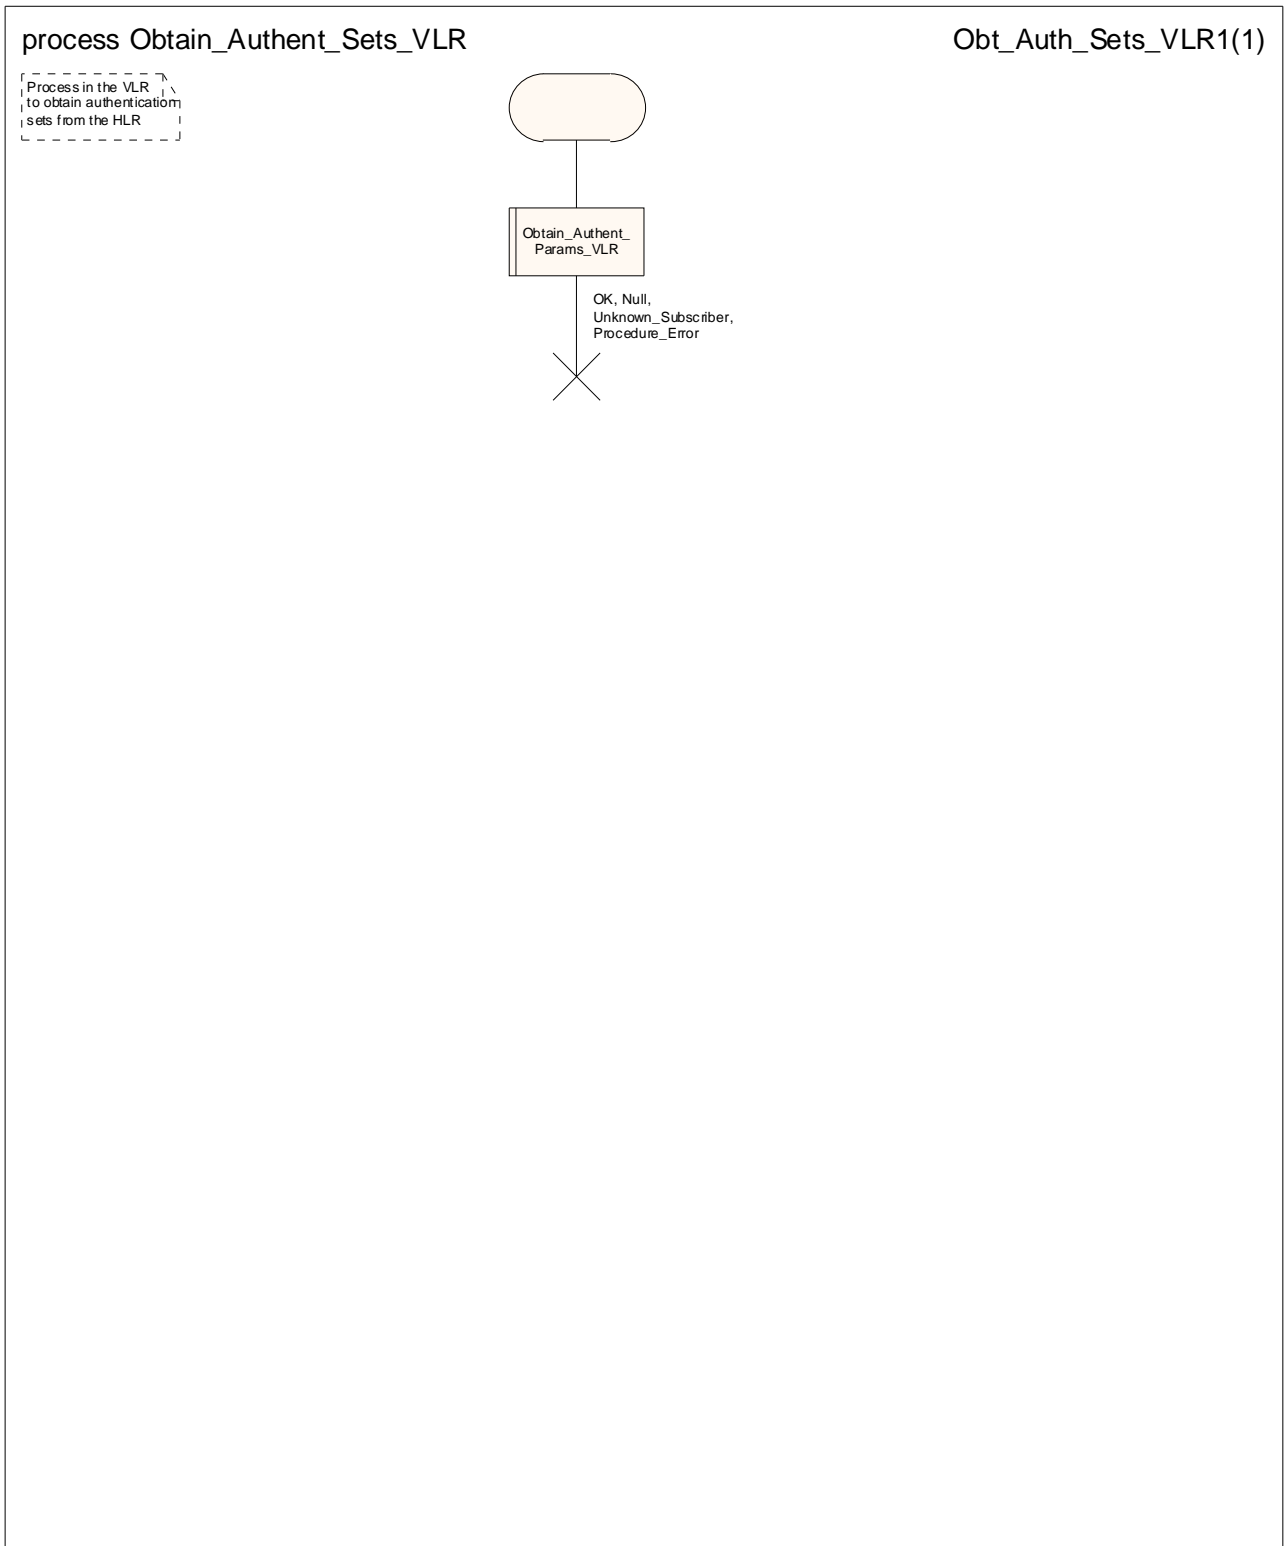 process Obtain_Authent_Sets_VLR
Obt_Auth_Sets_VLR1(1)
Process in the VLR
to obtain authentication
sets from the HLR
Obtain_Authent_
Params_VLR
OK, Null,
Unknown_Subscriber,
Procedure_Error